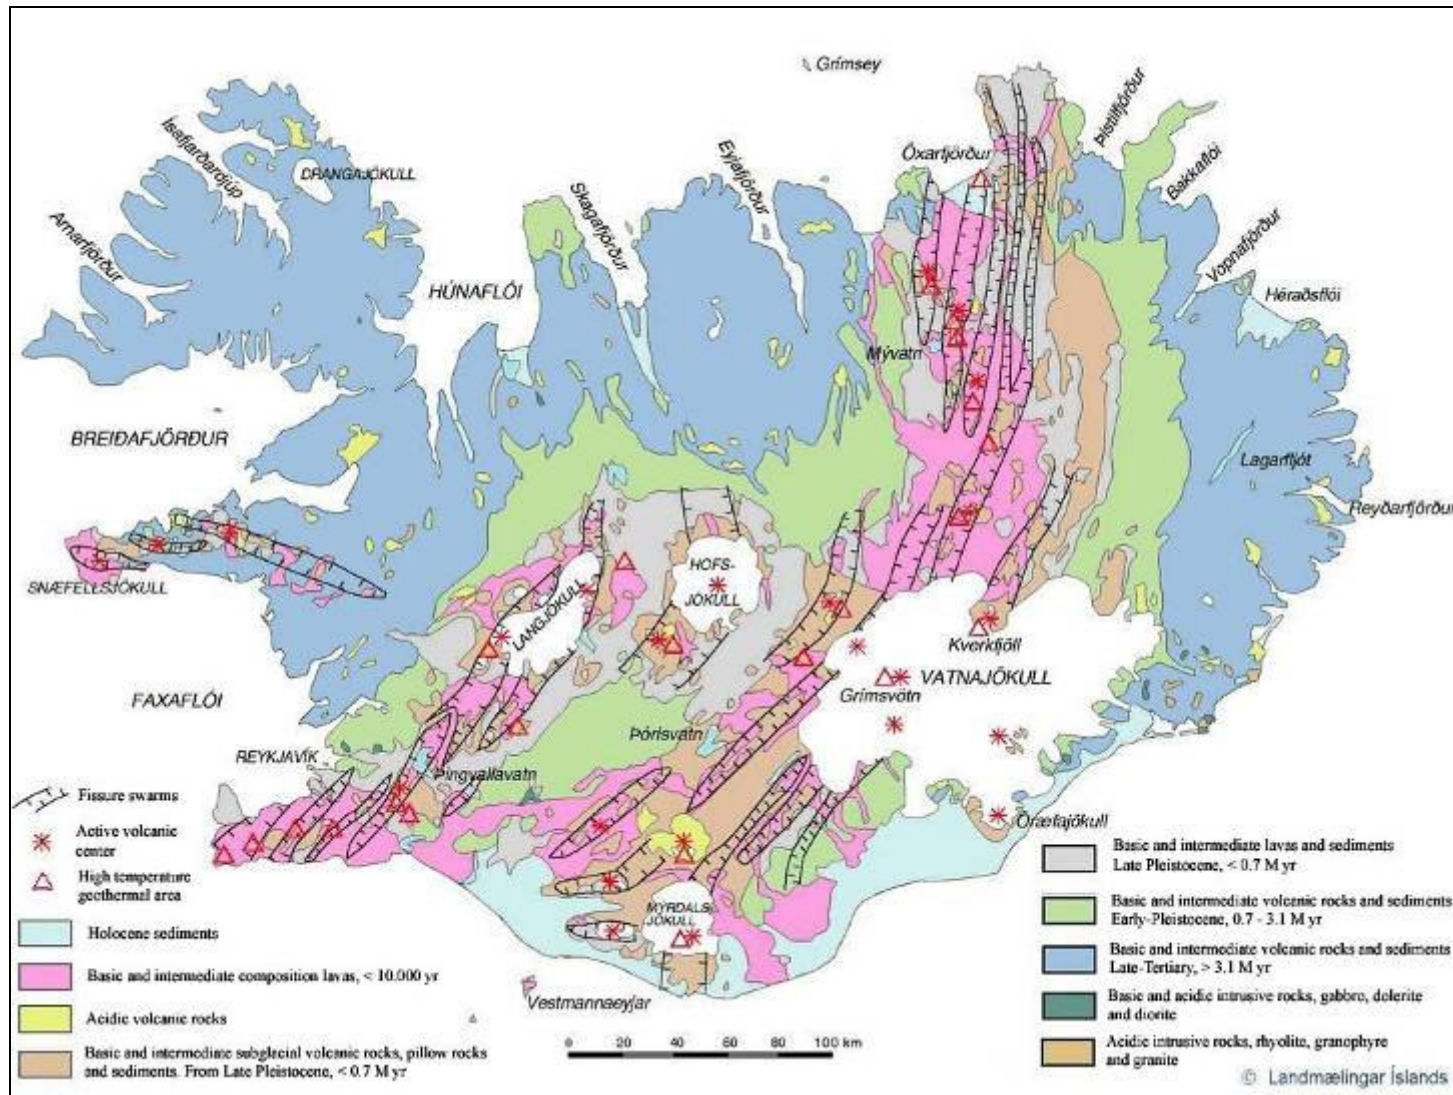 Grímsey
Ísafjarðardjúp
DRANGAJÖKULL
Arnarfjörður
HÚNAFLÓI
Skagafjörður
Eyjafjörður
Öxarfjörður
Þistilfjörður
Bakkaflói
Vopnafjörður
Héraðsflói
Mývatn
BREIÐAFJÖRÐUR
Lagarfljót
Reyðarfjörður
SNÆFELLSJÖKULL
LANGJÖKULL
HOFS-
JÖKULL
Kverkfjöll
VATNAJÖKULL
Grímsvötn
FAXAFLÓI
Þórisvatn
REYKJAVÍK
Þingvallavatn
Öræfajökull
MÝRDALS-
JÖKULL
Vestmannaeyjar
Fissure swarms
Active volcanic
center
High temperature
geothermal area
Holocene sediments
Basic and intermediate composition lavas, < 10.000 yr
Acidic volcanic rocks
Basic and intermediate subglacial volcanic rocks, pillow rocks
and sediments. From Late Pleistocene, < 0.7 M yr
0 20 40 60 80 100 km
Basic and intermediate lavas and sediments
Late Pleistocene, < 0.7 M yr
Basic and intermediate volcanic rocks and sediments
Early-Pleistocene, 0.7 - 3.1 M yr
Basic and intermediate volcanic rocks and sediments
Late-Tertiary, > 3.1 M yr
Basic and acidic intrusive rocks, gabbro, dolerite
and diorite
Acidic intrusive rocks, rhyolite, granophyre
and granite
© Landmælingar Íslands